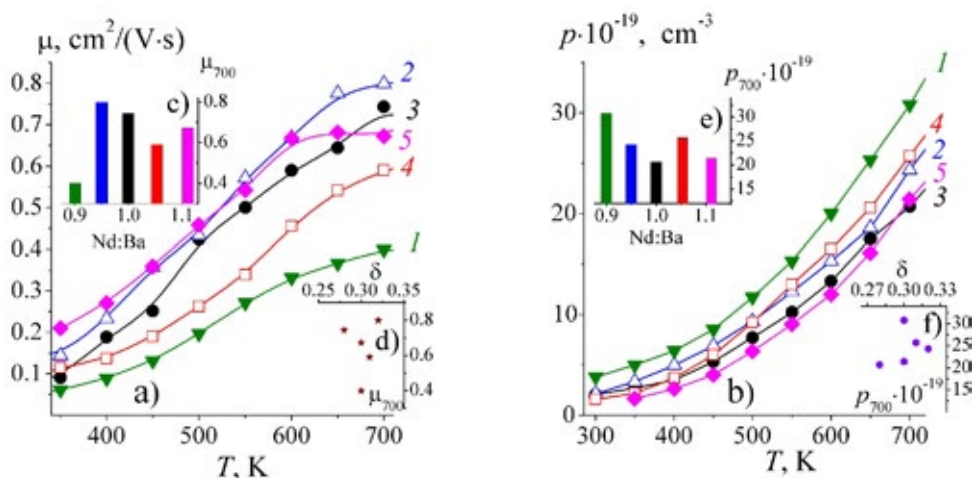 μ, cm²/(V·s)
0.8
0.7
0.6
0.5
0.4
0.3
0.2
0.1
400 500 600 700
T, K
a)
2
3
5
4
1
c)
μ₇₀₀
0.8
0.6
0.4
0.9 1.0 1.1
Nd:Ba
δ
0.25 0.30 0.35
d)
0.8
0.6
0.4
μ₇₀₀
p·10⁻¹⁹, cm⁻³
30
20
10
0
300 400 500 600 700
T, K
b)
1
4
2
5
3
e)
p₇₀₀·10⁻¹⁹
30
25
20
15
0.9 1.0 1.1
Nd:Ba
δ
0.27 0.30 0.33
f)
30
25
20
15
p₇₀₀·10⁻¹⁹